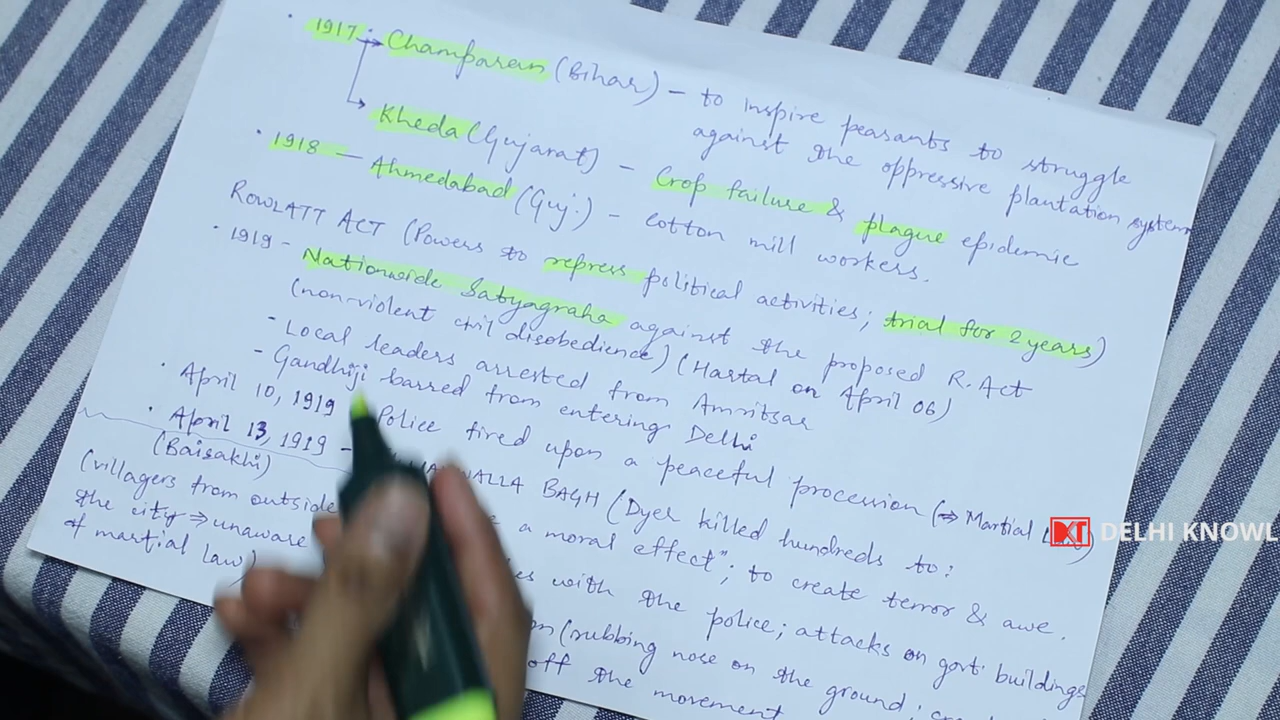 1917 : Champaran (Bihar) – to inspire peasants to struggle
against the oppressive plantation system
Kheda (Gujarat) – Crop failure & plague epidemic
1918 — Ahmedabad (Guj.) – cotton mill workers.
ROWLATT ACT (Powers to repress political activities; trial for 2 years)
1919 – Nationwide Satyagraha against the proposed R. Act
(non-violent civil disobedience) (Hartal on April 06)
- Local leaders arrested from Amritsar
- Gandhiji barred from entering Delhi
April 10, 1919 Police fired upon a peaceful procession (⇒ Martial
April 13, 1919 – WALLA BAGH (Dyer killed hundreds to:
(Baisakhi) a moral effect"; to create terror & awe.
(villagers from outside
the city ⇒ unaware
of martial law)
with the police; attacks on govt. buildings
(rubbing nose on the ground;
off the movement
DELHI KNOWL